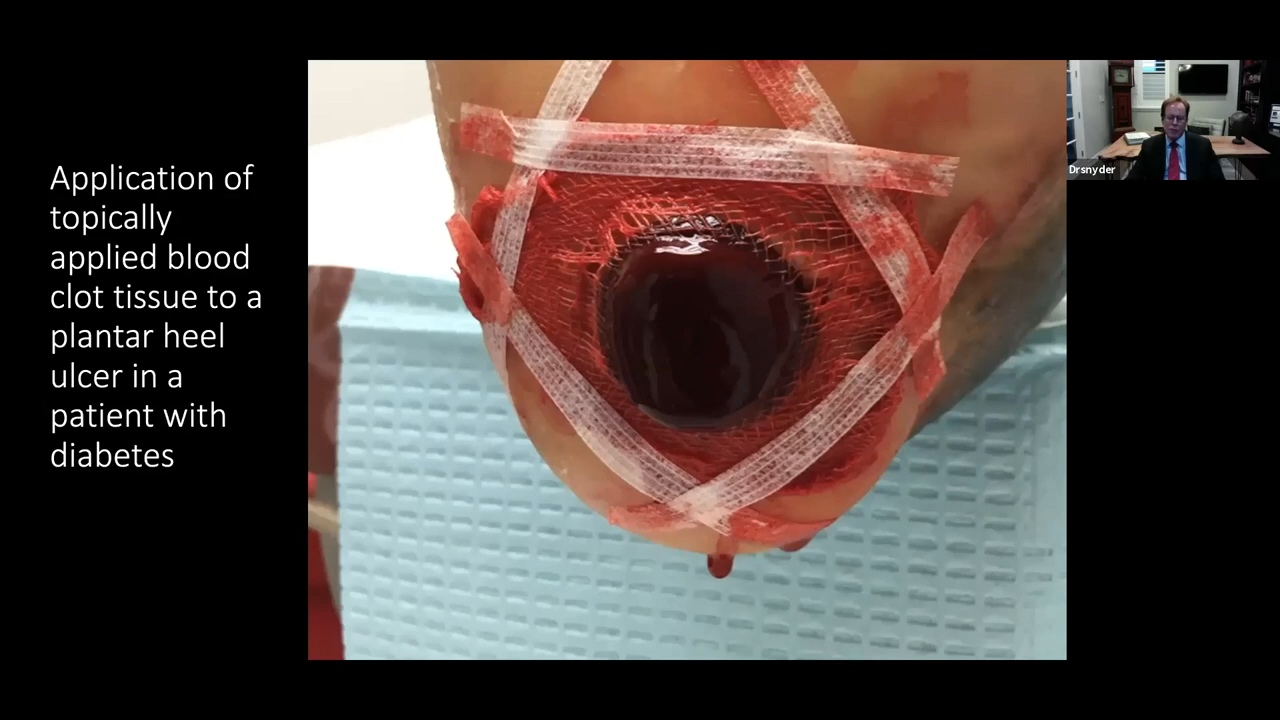 Application of
topically
applied blood
clot tissue to a
plantar heel
ulcer in a
patient with
diabetes
Drsnyder